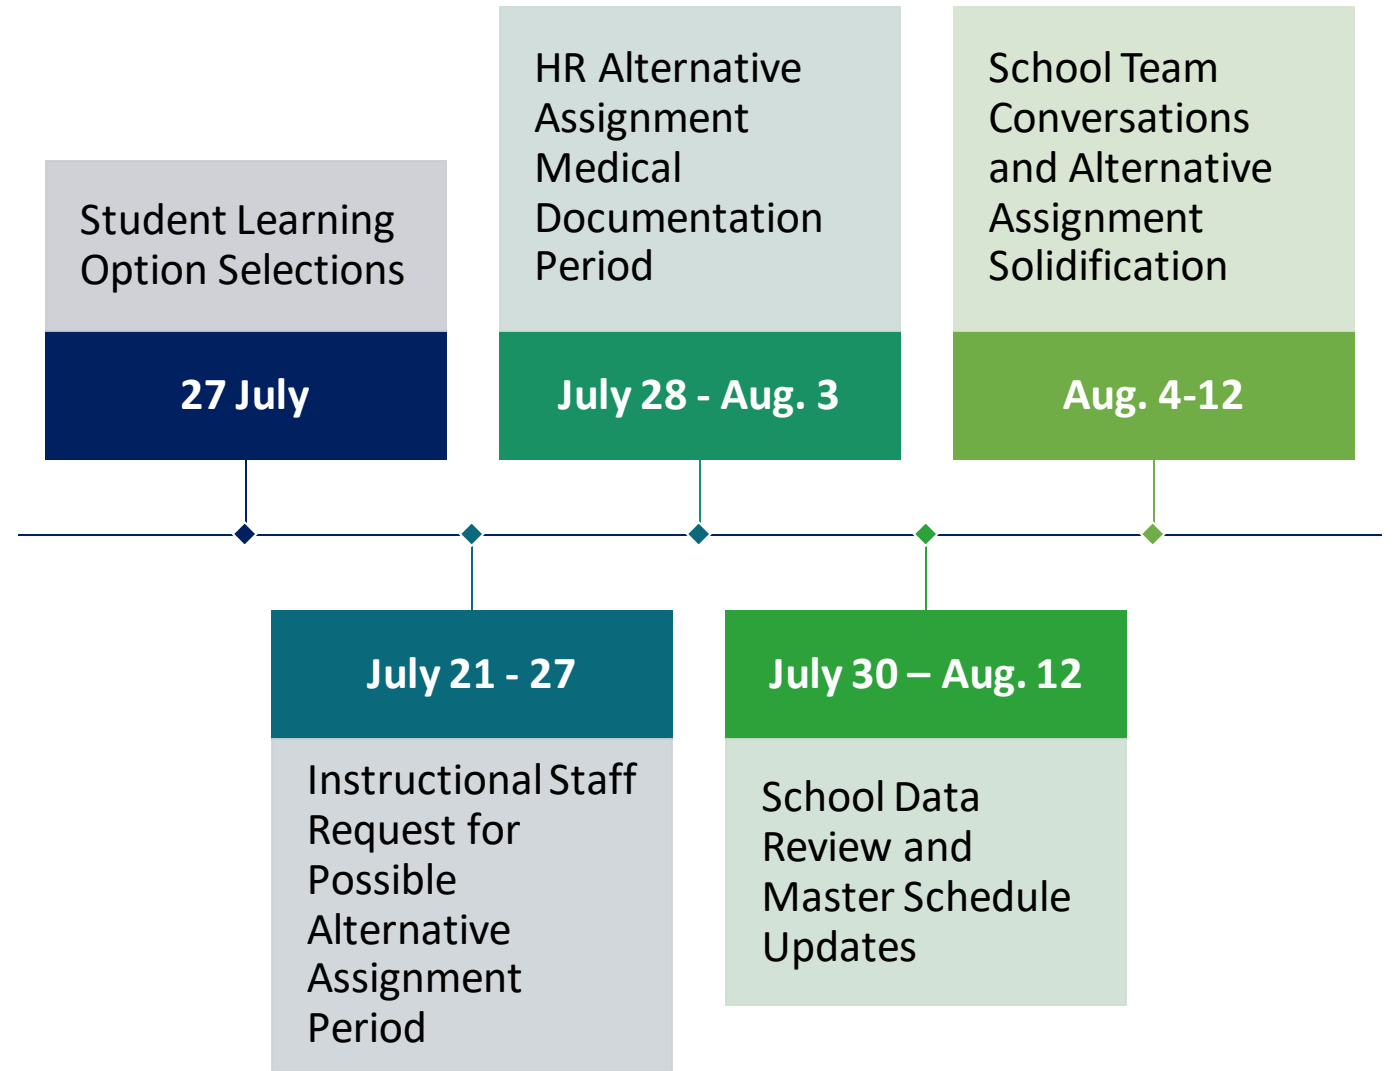 Student Learning
Option Selections
27 July
July 21 - 27
Instructional Staff
Request for
Possible
Alternative
Assignment
Period
HR Alternative
Assignment
Medical
Documentation
Period
July 28 - Aug. 3
July 30 – Aug. 12
School Data
Review and
Master Schedule
Updates
School Team
Conversations
and Alternative
Assignment
Solidification
Aug. 4-12